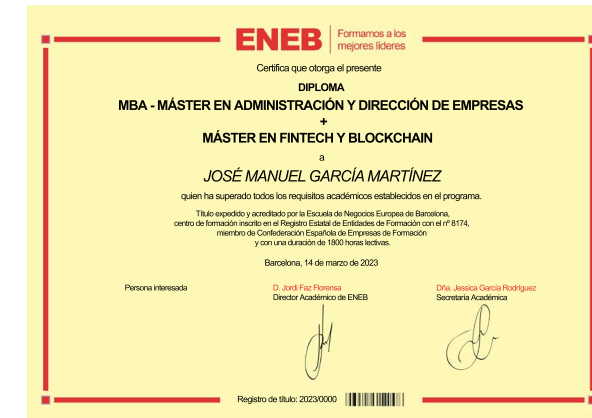 ENEB
Formamos a los
mejores líderes
Certifica que otorga el presente
DIPLOMA
MBA - MÁSTER EN ADMINISTRACIÓN Y DIRECCIÓN DE EMPRESAS
+
MÁSTER EN FINTECH Y BLOCKCHAIN
a
JOSÉ MANUEL GARCÍA MARTÍNEZ
quien ha superado todos los requisitos académicos establecidos en el programa.
Título expedido y acreditado por la Escuela de Negocios Europea de Barcelona,
centro de formación inscrito en el Registro Estatal de Entidades de Formación con el nº 8174,
miembro de Confederación Española de Empresas de Formación
y con una duración de 1800 horas lectivas.
Barcelona, 14 de marzo de 2023
Persona interesada
D. Jordi Faz Florensa
Director Académico de ENEB
Dña. Jessica García Rodríguez
Secretaria Académica
Registro de título: 2023/0000